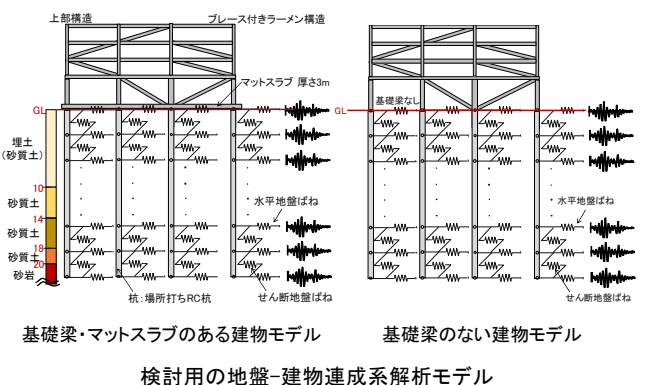 上部構造
ブレース付きラーメン構造
マットスラブ 厚さ3m
GL
埋土
(砂質土)
10
砂質土
14
砂質土
18
砂質土
20
砂岩
水平地盤ばね
杭:場所打ちRC杭
せん断地盤ばね
基礎梁・マットスラブのある建物モデル
GL
基礎梁なし
水平地盤ばね
せん断地盤ばね
基礎梁のない建物モデル
検討用の地盤-建物連成系解析モデル